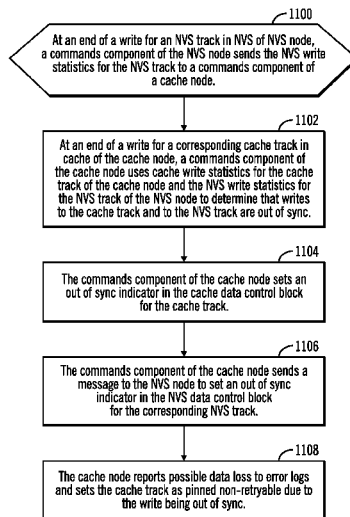 1100
At an end of a write for an NVS track in NVS of NVS node,
a commands component of the NVS node sends the NVS write
statistics for the NVS track to a commands component of
a cache node.
1102
At an end of a write for a corresponding cache track in
cache of the cache node, a commands component of
the cache node uses cache write statistics for the cache
track of the cache node and the NVS write statistics for
the NVS track of the NVS node to determine that writes
to the cache track and to the NVS track are out of sync.
1104
The commands component of the cache node sets an
out of sync indicator in the cache data control block
for the cache track.
1106
The commands component of the cache node sends a
message to the NVS node to set an out of sync
indicator in the NVS data control block
for the corresponding NVS track.
1108
The cache node reports possible data loss to error logs
and sets the cache track as pinned non-retryable due to
the write being out of sync.